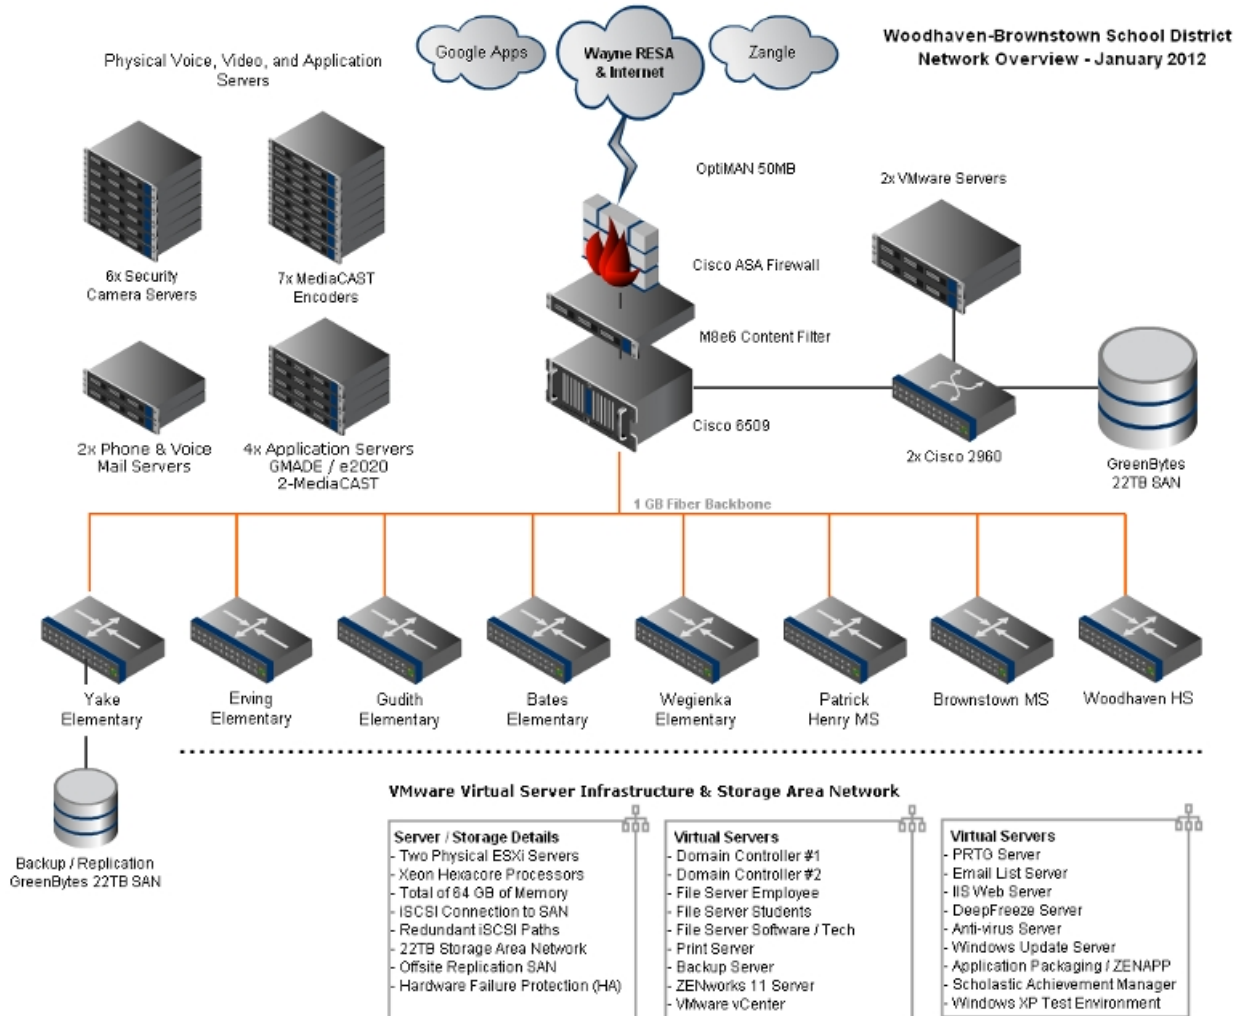 Google Apps
Wayne RESA
& Internet
Zangle
Woodhaven-Brownstown School District
Network Overview - January 2012
Physical Voice, Video, and Application
Servers
OptiMAN 50MB
2x VMware Servers
6x Security
Camera Servers
7x MediaCAST
Encoders
Cisco ASA Firewall
M8e6 Content Filter
Cisco 6509
2x Phone & Voice
Mail Servers
4x Application Servers
GMADE / e2020
2-MediaCAST
2x Cisco 2960
GreenBytes
22TB SAN
1 GB Fiber Backbone
Yake
Elementary
Erving
Elementary
Gudith
Elementary
Bates
Elementary
Wegienka
Elementary
Patrick
Henry MS
Brownstown MS
Woodhaven HS
Backup / Replication
GreenBytes 22TB SAN
VMware Virtual Server Infrastructure & Storage Area Network
Server / Storage Details
- Two Physical ESXi Servers
- Xeon Hexacore Processors
- Total of 64 GB of Memory
- iSCSI Connection to SAN
- Redundant iSCSI Paths
- 22TB Storage Area Network
- Offsite Replication SAN
- Hardware Failure Protection (HA)
Virtual Servers
- Domain Controller #1
- Domain Controller #2
- File Server Employee
- File Server Students
- File Server Software / Tech
- Print Server
- Backup Server
- ZENworks 11 Server
- VMware vCenter
Virtual Servers
- PRTG Server
- Email List Server
- IIS Web Server
- DeepFreeze Server
- Anti-virus Server
- Windows Update Server
- Application Packaging / ZENAPP
- Scholastic Achievement Manager
- Windows XP Test Environment